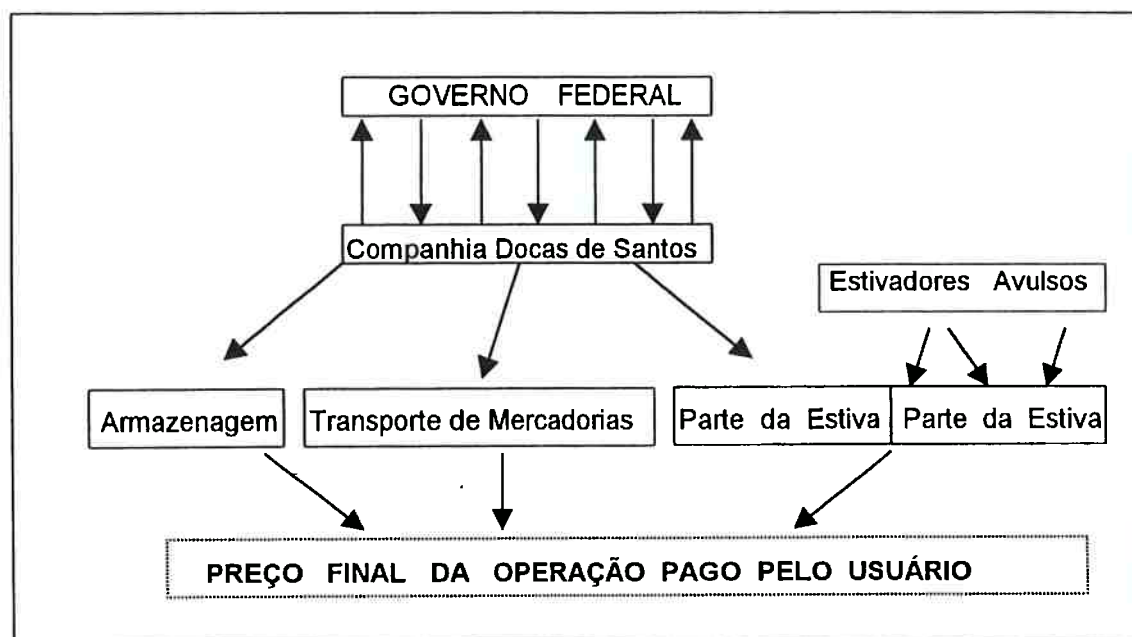 GOVERNO FEDERAL
Companhia Docas de Santos
Estivadores Avulsos
Armazenagem
Transporte de Mercadorias
Parte da Estiva
Parte da Estiva
PREÇO FINAL DA OPERAÇÃO PAGO PELO USUÁRIO